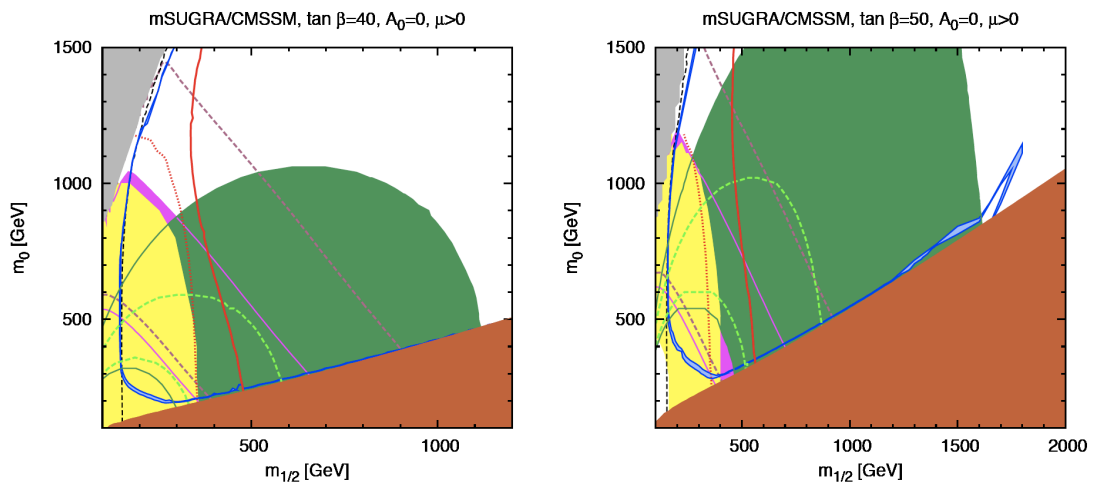 mSUGRA/CMSSM, tan β=40, A₀=0, μ>0
1500
1000
500
m₀ [GeV]
500
1000
m₁/₂ [GeV]
mSUGRA/CMSSM, tan β=50, A₀=0, μ>0
1500
1000
500
m₀ [GeV]
500
1000
1500
2000
m₁/₂ [GeV]